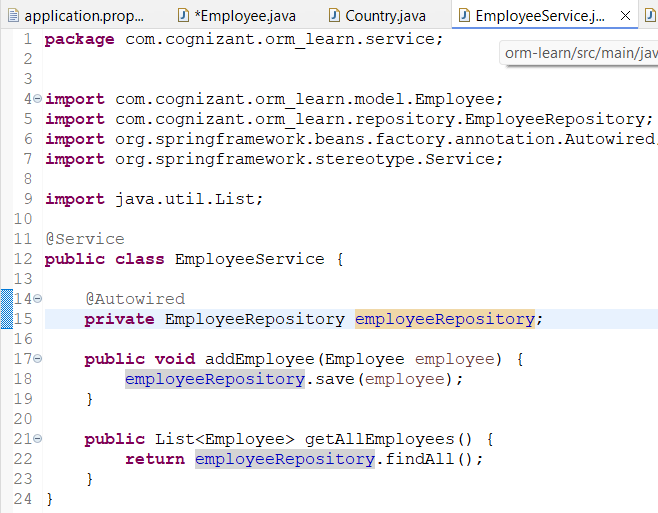 application.prop... *Employee.java Country.java EmployeeService.j...
orm-learn/src/main/jav
1 package com.cognizant.orm_learn.service;
2
3
4 import com.cognizant.orm_learn.model.Employee;
5 import com.cognizant.orm_learn.repository.EmployeeRepository;
6 import org.springframework.beans.factory.annotation.Autowired
7 import org.springframework.stereotype.Service;
8
9 import java.util.List;
10
11 @Service
12 public class EmployeeService {
13
14 @Autowired
15 private EmployeeRepository employeeRepository;
16
17 public void addEmployee(Employee employee) {
18 employeeRepository.save(employee);
19 }
20
21 public List<Employee> getAllEmployees() {
22 return employeeRepository.findAll();
23 }
24 }